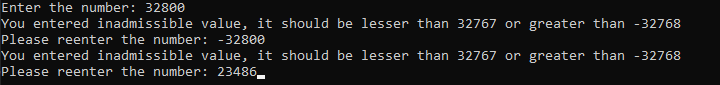 Enter the number: 32800
You entered inadmissible value, it should be lesser than 32767 or greater than -32768
Please reenter the number: -32800
You entered inadmissible value, it should be lesser than 32767 or greater than -32768
Please reenter the number: 23486